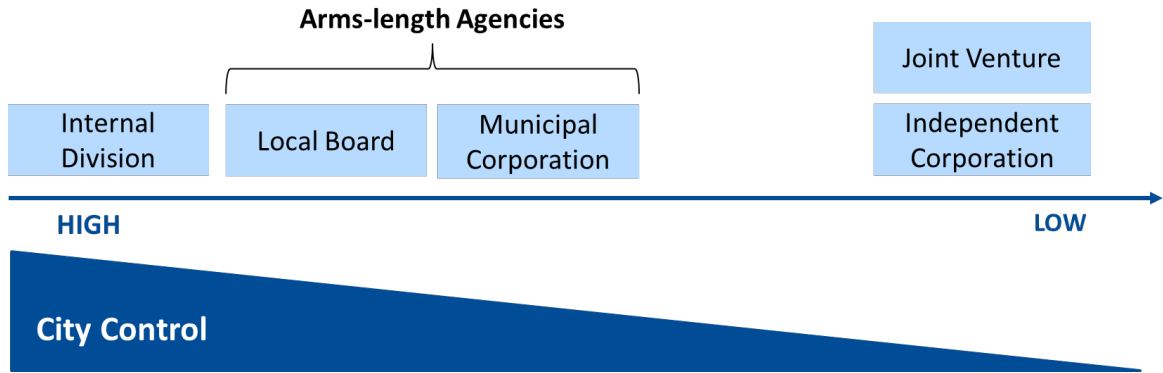 Arms-length Agencies
Joint Venture
Internal
Division
Local Board
Municipal
Corporation
Independent
Corporation
HIGH
LOW
City Control